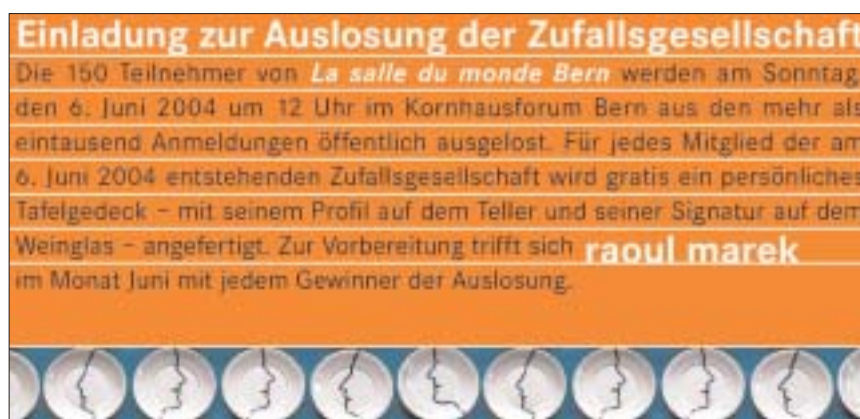 Einladung zur Auslosung der Zufallsgesellschaft
Die 150 Teilnehmer von La salle du monde Bern werden am Sonntag,
den 6. Juni 2004 um 12 Uhr im Kornhausforum Bern aus den mehr als
eintausend Anmeldungen öffentlich ausgelost. Für jedes Mitglied der am
6. Juni 2004 entstehenden Zufallsgesellschaft wird gratis ein persönliches
Tafelgedeck – mit seinem Profil auf dem Teller und seiner Signatur auf dem
Weinglas – angefertigt. Zur Vorbereitung trifft sich raoul marek
im Monat Juni mit jedem Gewinner der Auslosung.